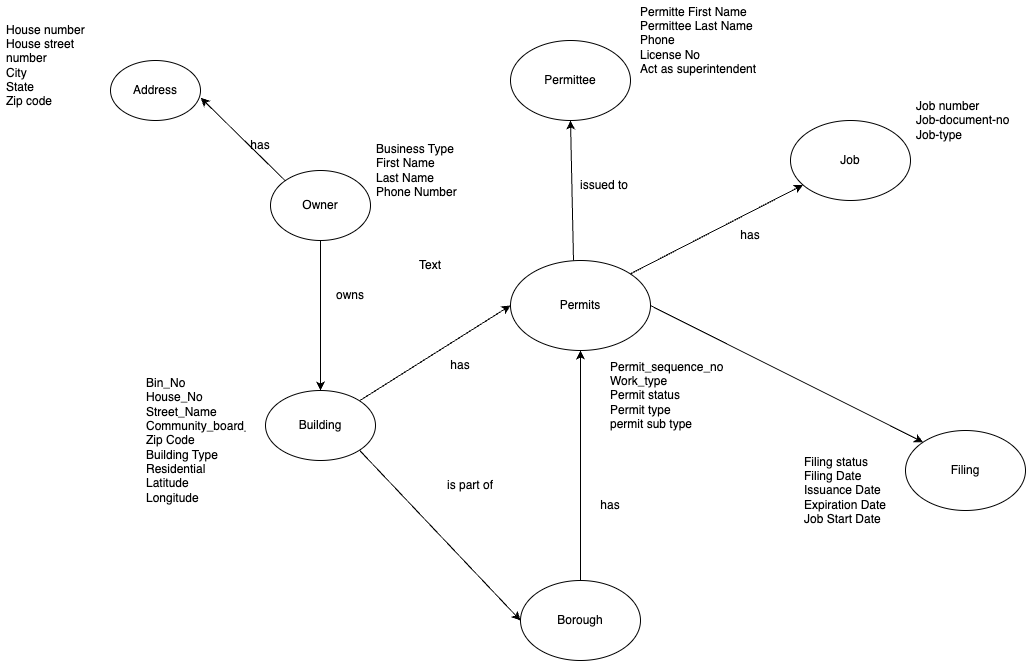 House number
House street
number
City
State
Zip code
Address
has
Business Type
First Name
Last Name
Phone Number
Owner
owns
Text
Permitte First Name
Permittee Last Name
Phone
License No
Act as superintendent
Permittee
issued to
Job number
Job-document-no
Job-type
Job
has
Permits
has
Permit_sequence_no
Work_type
Permit status
Permit type
permit sub type
Bin_No
House_No
Street_Name
Community_board_
Zip Code
Building Type
Residential
Latitude
Longitude
Building
is part of
has
Filing status
Filing Date
Issuance Date
Expiration Date
Job Start Date
Filing
Borough